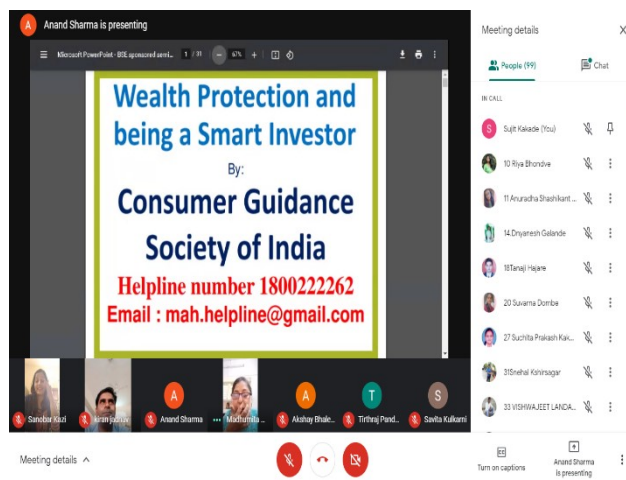 A Anand Sharma is presenting
Microsoft PowerPoint - BSE sponsored semi... 1 / 31 67%
Wealth Protection and
being a Smart Investor
By:
Consumer Guidance
Society of India
Helpline number 1800222262
Email : mah.helpline@gmail.com
Sanobar Kazi
kiran jadhav
A Anand Sharma
Madhumita ...
A Akshay Bhale...
T Tirthraj Pand...
S Savita Kulkarni
Meeting details
Meeting details X
People (99) Chat
IN CALL
S Sujit Kakade (You)
10 Riya Bhondve
11 Anuradha Shashikant ...
14.Dnyanesh Galande
18Tanaji Hajare
20 Suvarna Dombe
27 Suchita Prakash Kak...
31Snehal Kshirsagar
33 VISHWAJEET LANDA...
Turn on captions
Anand Sharma
is presenting